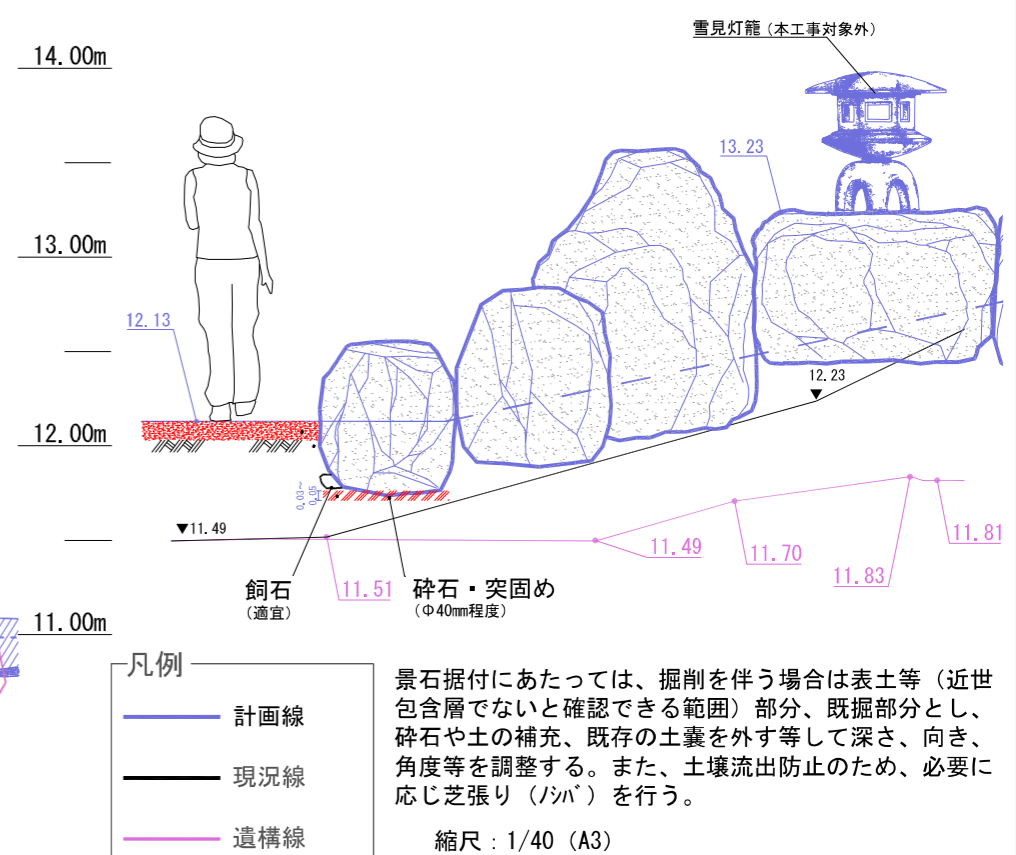 雪見灯籠（本工事対象外）
14.00m
13.23
13.00m
12.13
12.23
12.00m
0.03～
0.05
▼11.49
11.49
11.81
11.70
11.51
11.83
飼石
（適宜）
砕石・突固め
（Φ40mm程度）
11.00m
凡例
計画線
現況線
遺構線
景石据付にあたっては、掘削を伴う場合は表土等（近世
包含層でないと確認できる範囲）部分、既掘部分とし、
砕石や土の補充、既存の土嚢を外す等して深さ、向き、
角度等を調整する。また、土壌流出防止のため、必要に
応じ芝張り（ﾉｼﾊﾞ）を行う。
縮尺：1/40（A3）